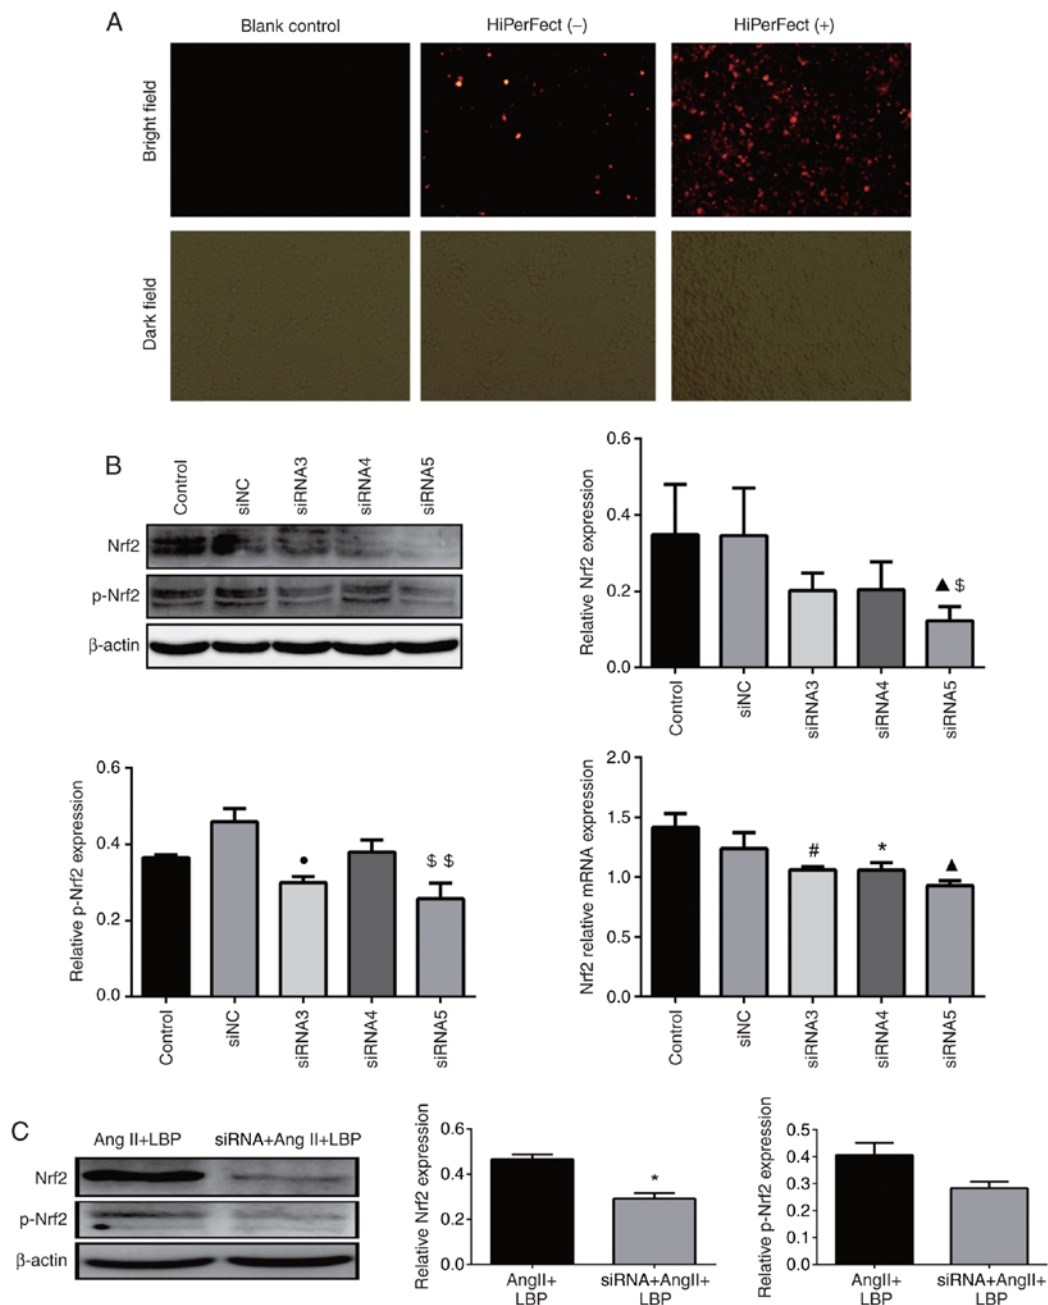 A
Blank control
HiPerFect (–)
HiPerFect (+)
Bright field
Dark field
B
Control
siNC
siRNA3
siRNA4
siRNA5
Nrf2
p-Nrf2
β-actin
Relative Nrf2 expression
0.6
0.4
0.2
0.0
▲ $
Control
siNC
siRNA3
siRNA4
siRNA5
Relative p-Nrf2 expression
0.6
0.4
0.2
0.0
●
$ $
Control
siNC
siRNA3
siRNA4
siRNA5
Nrf2 relative mRNA expression
2.0
1.5
1.0
0.5
0.0
#
*
▲
Control
siNC
siRNA3
siRNA4
siRNA5
C
Ang II+LBP
siRNA+Ang II+LBP
Nrf2
p-Nrf2
β-actin
Relative Nrf2 expression
0.6
0.4
0.2
0.0
*
AngII+
LBP
siRNA+AngII+
LBP
Relative p-Nrf2 expression
0.5
0.4
0.3
0.2
0.1
0.0
AngII+
LBP
siRNA+AngII+
LBP